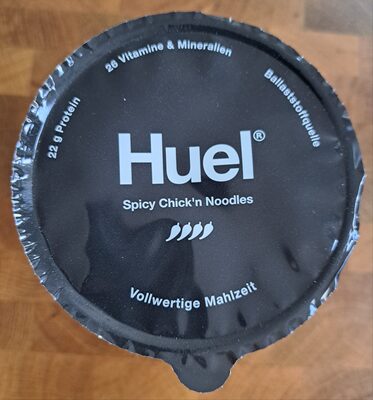 22 g Protein
26 Vitamine & Mineralien
Ballaststoffquelle
Huel®
Spicy Chick'n Noodles
Vollwertige Mahlzeit